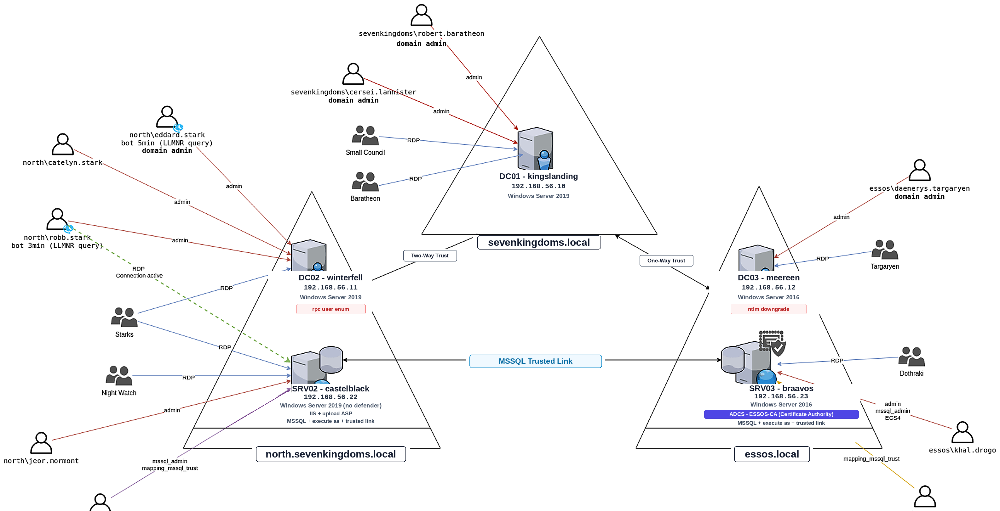 sevenkingdoms\robert.baratheon
domain admin
admin
sevenkingdoms\cersei.lannister
domain admin
admin
north\eddard.stark
bot 5min (LLMNR query)
domain admin
admin
north\catelyn.stark
admin
Small Council
RDP
Baratheon
RDP
DC01 - kingslanding
192.168.56.10
Windows Server 2019
sevenkingdoms.local
essos\daenerys.targaryen
domain admin
admin
north\robb.stark
bot 3min (LLMNR query)
admin
RDP
Connection active
Two-Way Trust
One-Way Trust
Targaryen
RDP
DC02 - winterfell
192.168.56.11
Windows Server 2019
rpc user enum
DC03 - meereen
192.168.56.12
Windows Server 2016
ntlm downgrade
Starks
RDP
RDP
Night Watch
RDP
MSSQL Trusted Link
Dothraki
RDP
SRV02 - castelblack
192.168.56.22
Windows Server 2019 (no defender)
IIS + upload ASP
MSSQL + execute as + trusted link
SRV03 - braavos
192.168.56.23
Windows Server 2016
ADCS - ESSOS-CA (Certificate Authority)
MSSQL + execute as + trusted link
admin
mssql_admin
ECS4
essos\khal.drogo
admin
north\jeor.mormont
north.sevenkingdoms.local
essos.local
mssql_admin
mapping_mssql_trust
mapping_mssql_trust